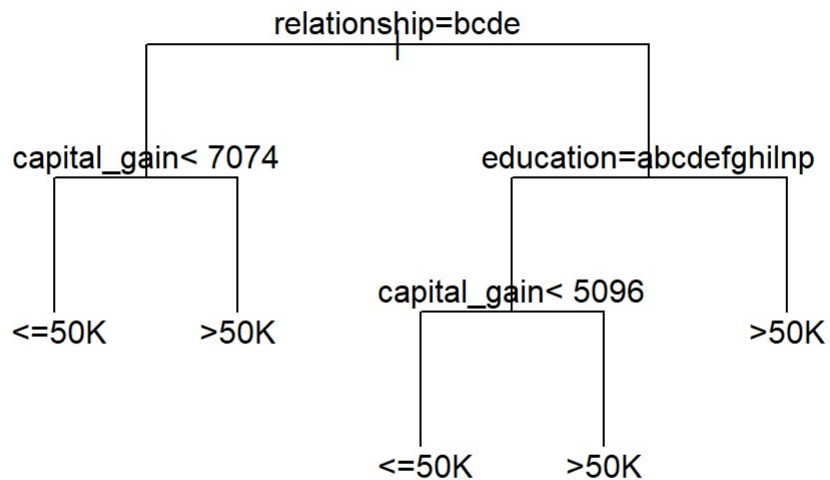 relationship=bcde
capital_gain< 7074
education=abcdefghilnp
capital_gain< 5096
<=50K
>50K
>50K
<=50K
>50K